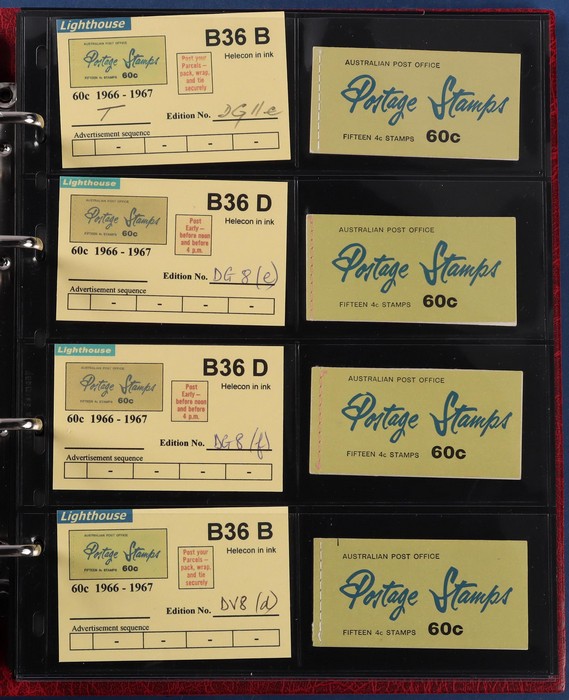 Lighthouse
AUSTRALIAN POST OFFICE
Postage Stamps
FIFTEEN 4c STAMPS 60c
B36 B
Helecon in ink
Post your
Parcels —
pack, wrap,
and tie
securely
60c 1966 - 1967
T
Edition No. DG11e
Advertisement sequence
- - - -
AUSTRALIAN POST OFFICE
Postage Stamps
FIFTEEN 4c STAMPS 60c
Lighthouse
AUSTRALIAN POST OFFICE
Postage Stamps
FIFTEEN 4c STAMPS 60c
B36 D
Helecon in ink
Post
Early —
before noon
and before
4 p.m.
60c 1966 - 1967
Edition No. DG 8 (e)
Advertisement sequence
- - - -
AUSTRALIAN POST OFFICE
Postage Stamps
FIFTEEN 4c STAMPS 60c
Lighthouse
AUSTRALIAN POST OFFICE
Postage Stamps
FIFTEEN 4c STAMPS 60c
B36 D
Helecon in ink
Post
Early —
before noon
and before
4 p.m.
60c 1966 - 1967
Edition No. DG8 (f)
Advertisement sequence
- - - -
AUSTRALIAN POST OFFICE
Postage Stamps
FIFTEEN 4c STAMPS 60c
Lighthouse
AUSTRALIAN POST OFFICE
Postage Stamps
FIFTEEN 4c STAMPS 60c
B36 B
Helecon in ink
Post your
Parcels —
pack, wrap,
and tie
securely
60c 1966 - 1967
Edition No. DV8 (d)
Advertisement sequence
- - - -
AUSTRALIAN POST OFFICE
Postage Stamps
FIFTEEN 4c STAMPS 60c